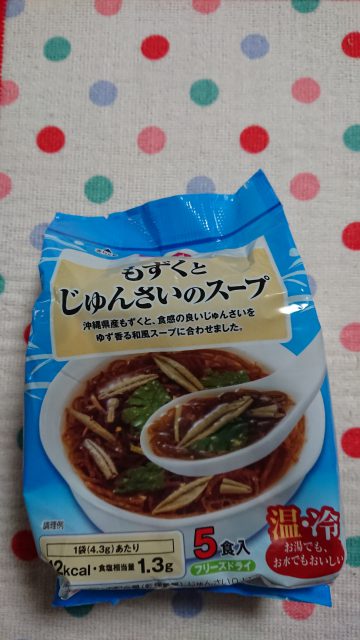 もずくと
じゅんさいのスープ
沖縄県産もずくと、食感の良いじゅんさいを
ゆず香る和風スープに合わせました。
調理例
1袋(4.3g)あたり
2kcal・食塩相当量1.3g
5食入
フリーズドライ
温・冷
お湯でも、
お水でもおいしい